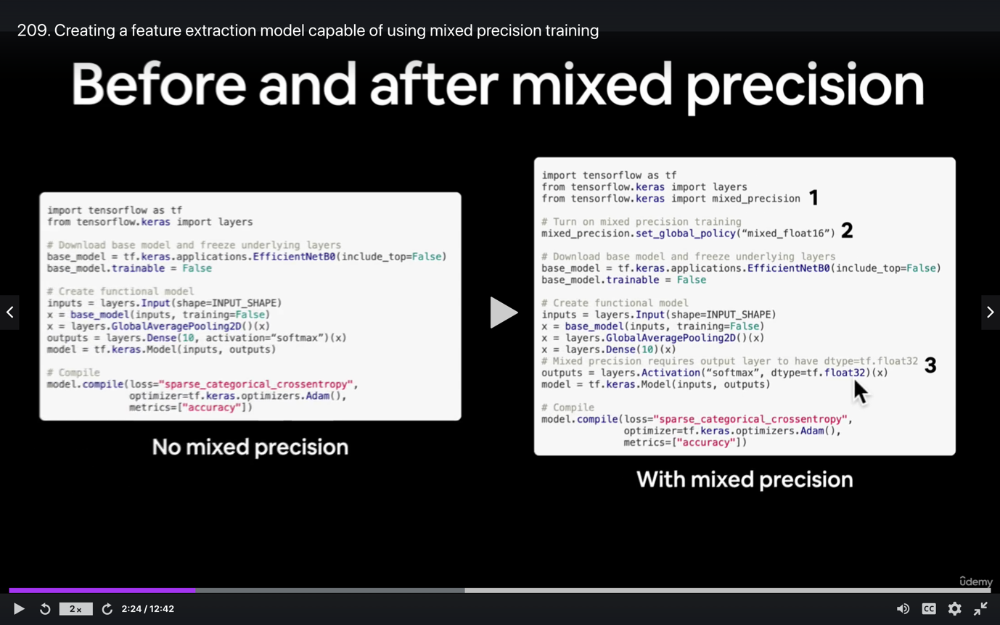 209. Creating a feature extraction model capable of using mixed precision training
Before and after mixed precision
import tensorflow as tf
from tensorflow.keras import layers
# Download base model and freeze underlying layers
base_model = tf.keras.applications.EfficientNetB0(include_top=False)
base_model.trainable = False
# Create functional model
inputs = layers.Input(shape=INPUT_SHAPE)
x = base_model(inputs, training=False)
x = layers.GlobalAveragePooling2D()(x)
outputs = layers.Dense(10, activation=“softmax”)(x)
model = tf.keras.Model(inputs, outputs)
# Compile
model.compile(loss="sparse_categorical_crossentropy",
optimizer=tf.keras.optimizers.Adam(),
metrics=["accuracy"])
No mixed precision
import tensorflow as tf
from tensorflow.keras import layers
from tensorflow.keras import mixed_precision 1
# Turn on mixed precision training
mixed_precision.set_global_policy(“mixed_float16”) 2
# Download base model and freeze underlying layers
base_model = tf.keras.applications.EfficientNetB0(include_top=False)
base_model.trainable = False
# Create functional model
inputs = layers.Input(shape=INPUT_SHAPE)
x = base_model(inputs, training=False)
x = layers.GlobalAveragePooling2D()(x)
x = layers.Dense(10)(x)
# Mixed precision requires output layer to have dtype=tf.float32 3
outputs = layers.Activation(“softmax”, dtype=tf.float32)(x)
model = tf.keras.Model(inputs, outputs)
# Compile
model.compile(loss="sparse_categorical_crossentropy",
optimizer=tf.keras.optimizers.Adam(),
metrics=["accuracy"])
With mixed precision
ûdemy
2x
2:24 / 12:42
CC